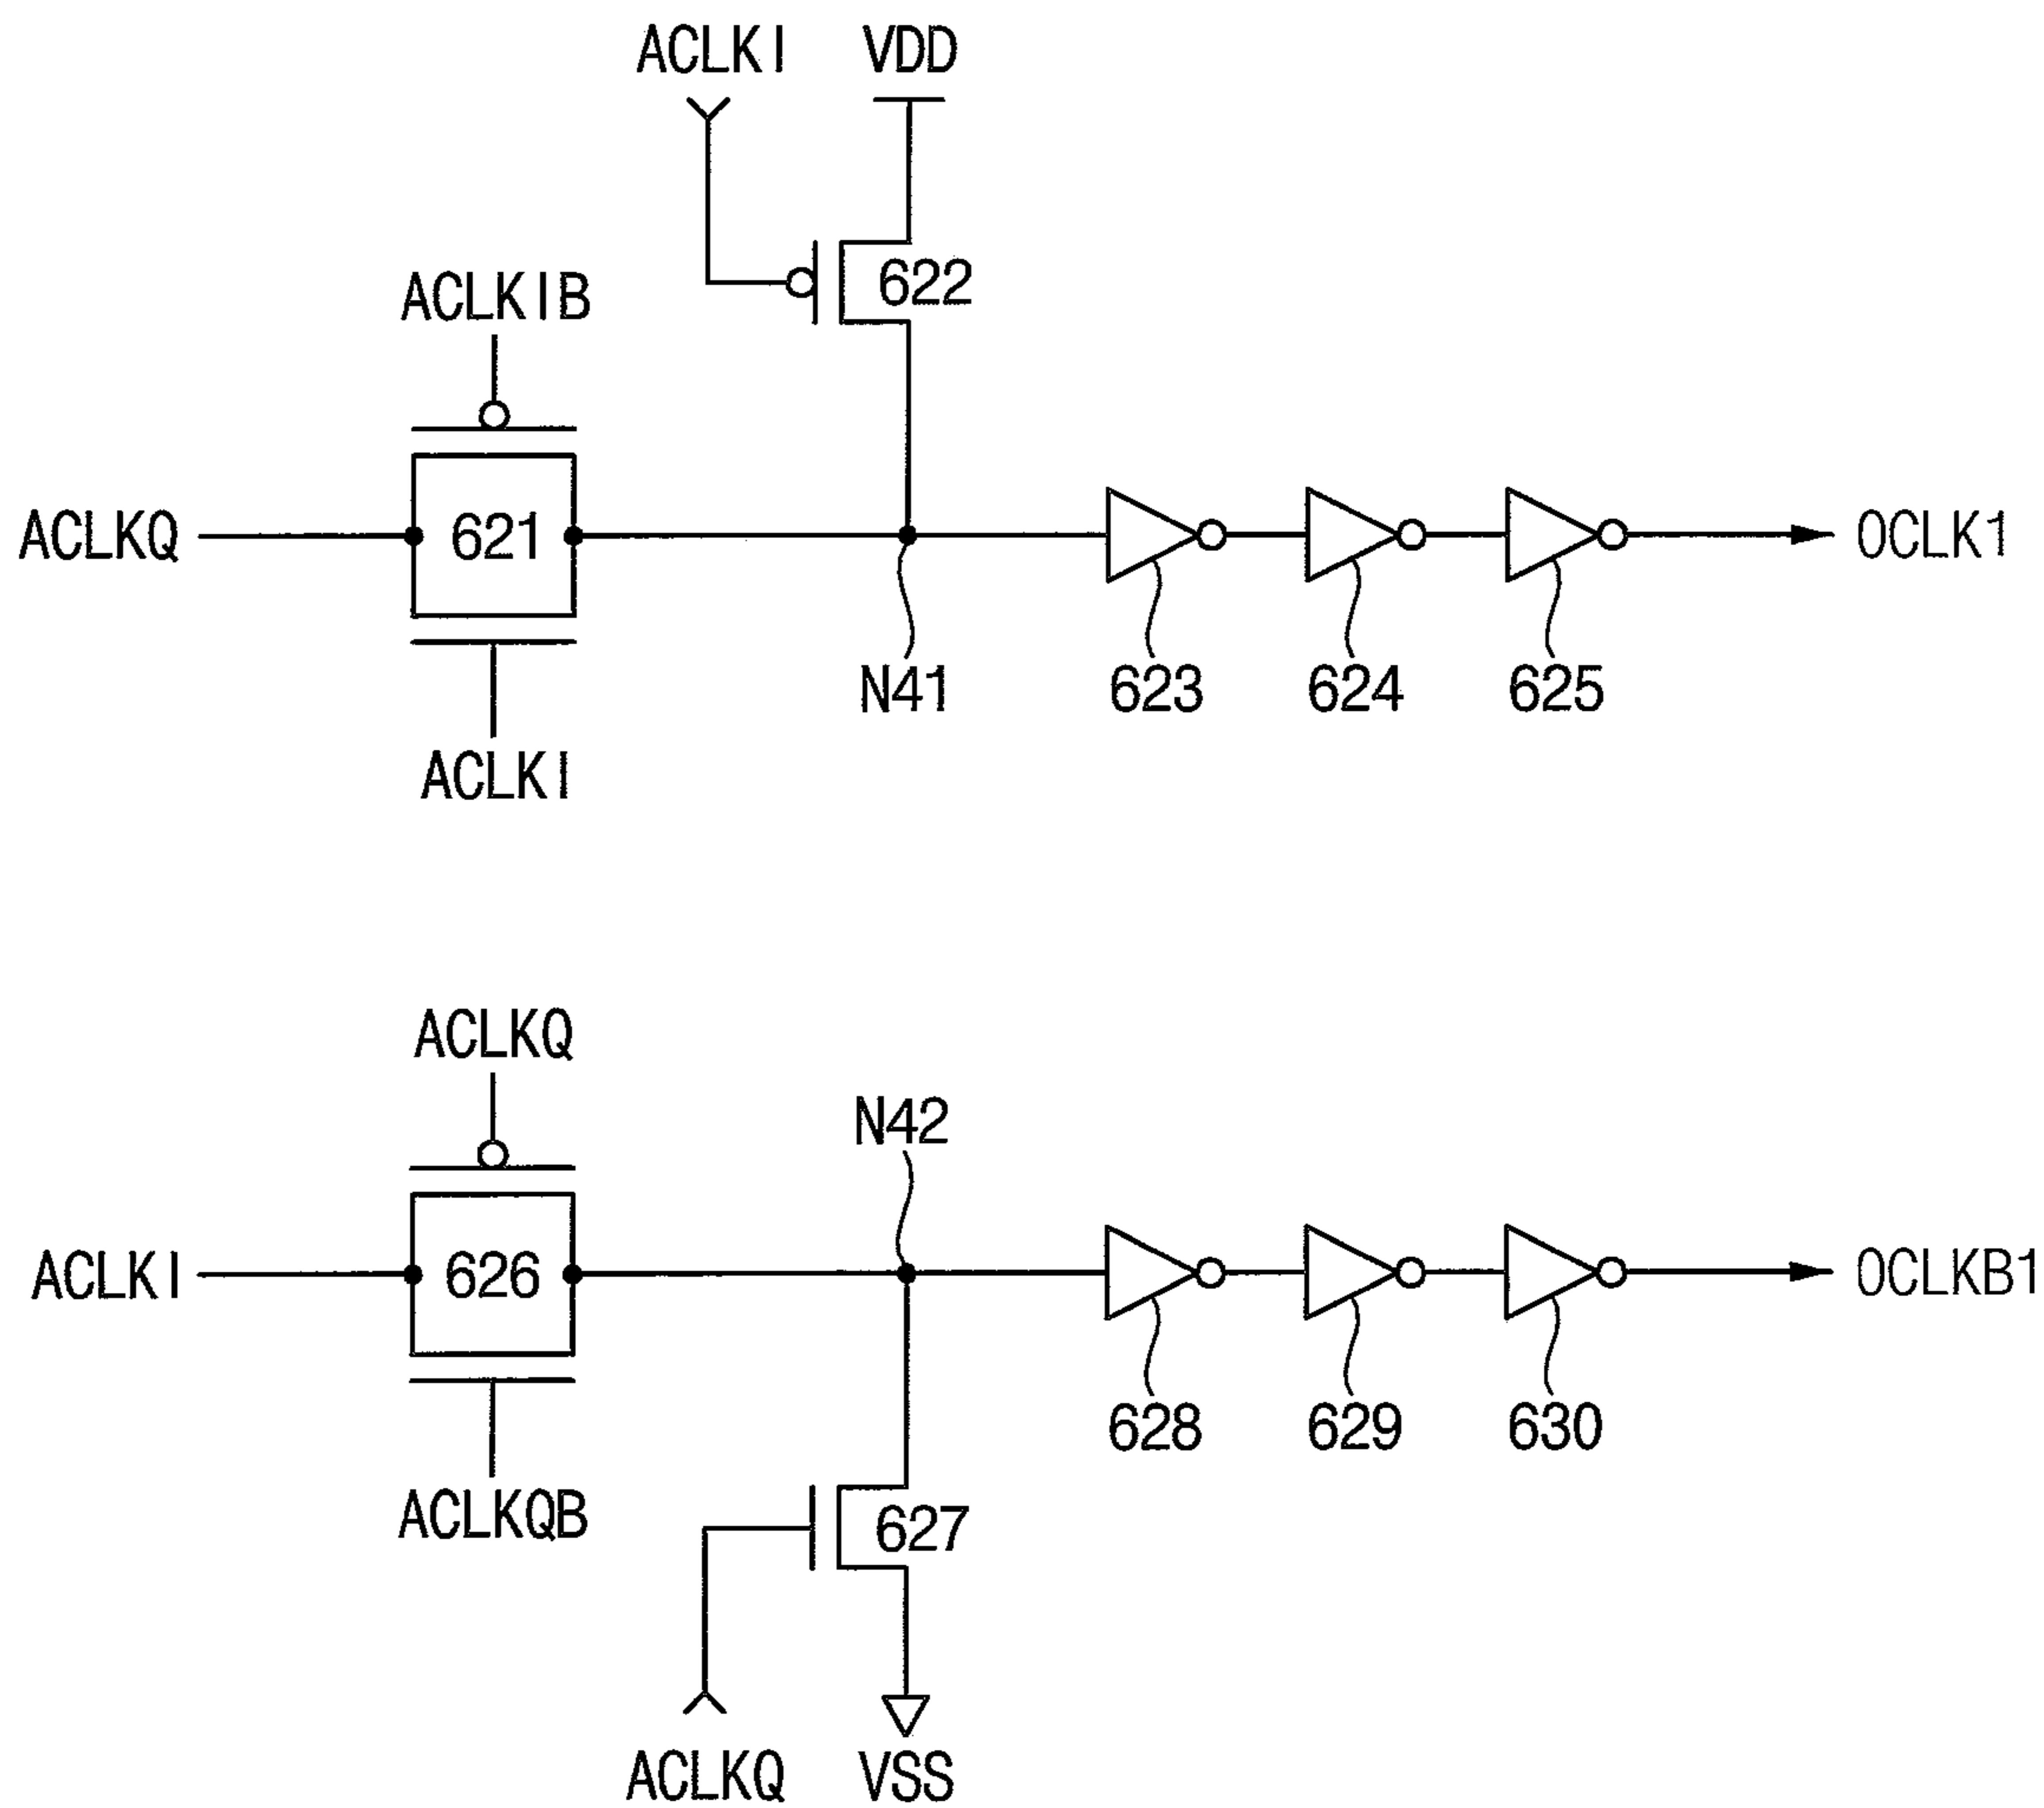 ACLKI VDD
622
ACLKIB
ACLKQ 621 OCLK1
N41 623 624 625
ACLKI
ACLKQ
N42
ACLKI 626 OCLKB1
628 629 630
ACLKQB 627
ACLKQ VSS